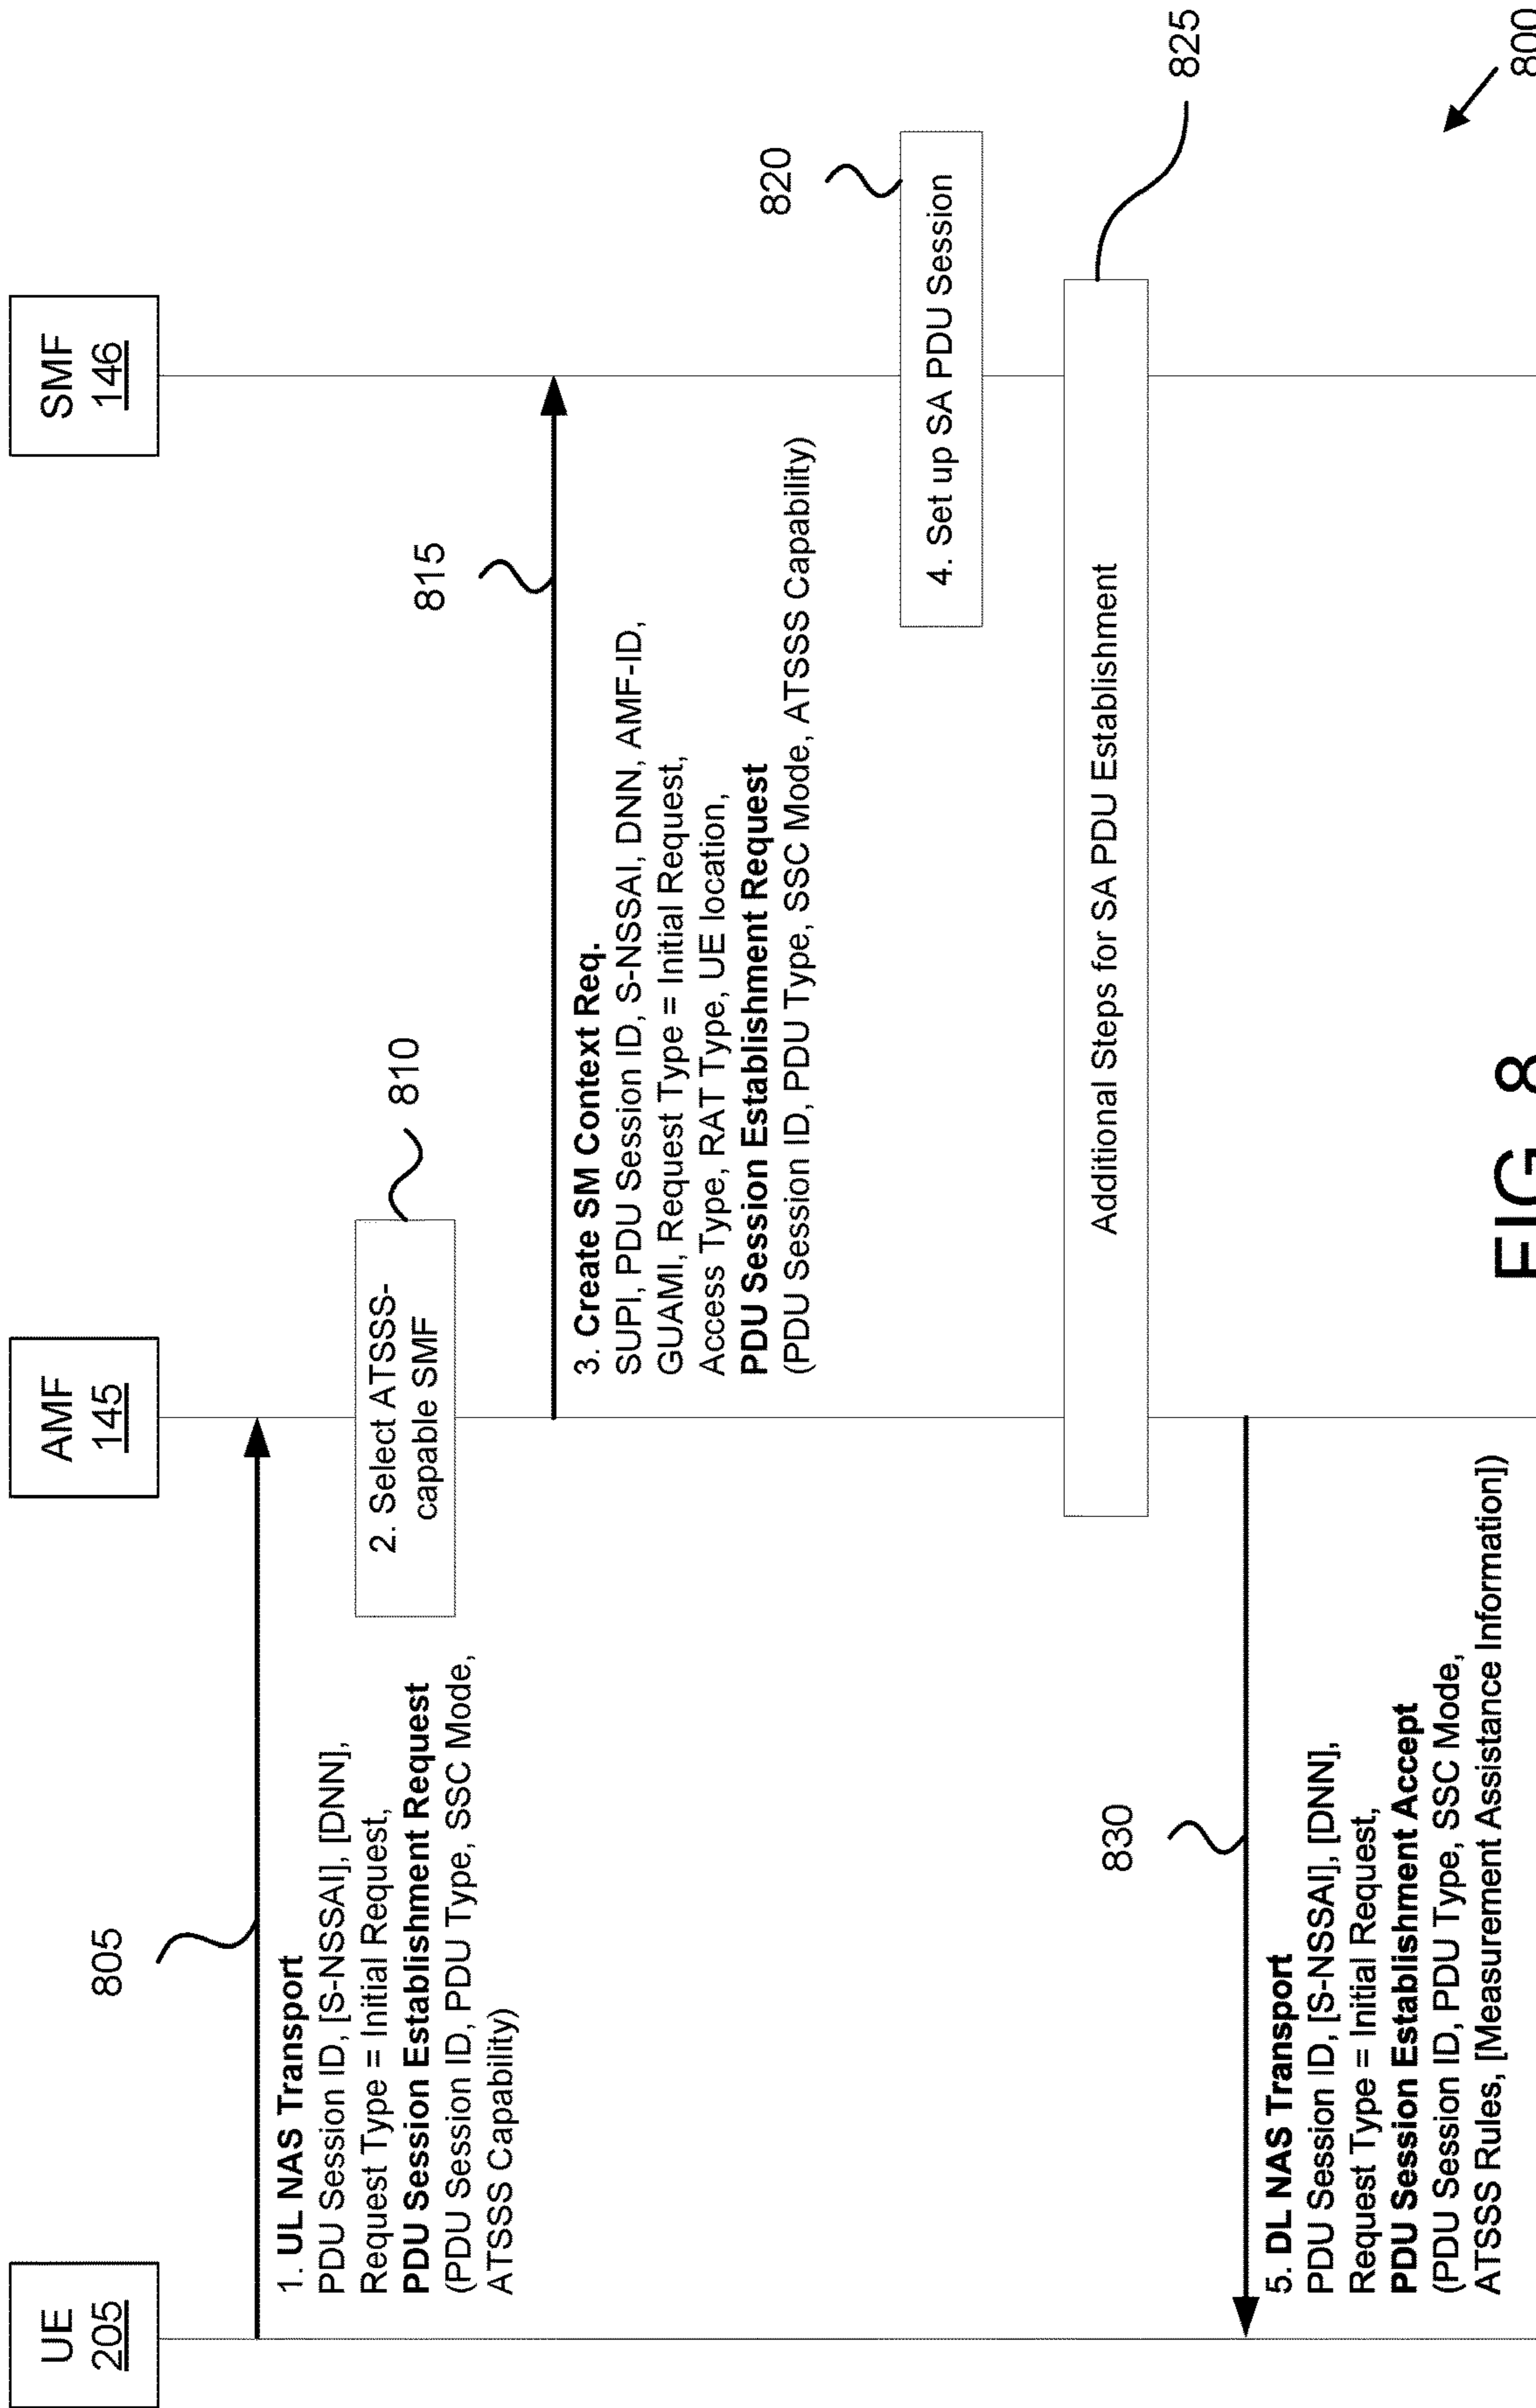 UE
205
AMF
145
SMF
146
805
1. UL NAS Transport
PDU Session ID, [S-NSSAI], [DNN],
Request Type = Initial Request,
PDU Session Establishment Request
(PDU Session ID, PDU Type, SSC Mode,
ATSSS Capability)
2. Select ATSSS-
capable SMF
810
815
3. Create SM Context Req.
SUPI, PDU Session ID, S-NSSAI, DNN, AMF-ID,
GUAMI, Request Type = Initial Request,
Access Type, RAT Type, UE location,
PDU Session Establishment Request
(PDU Session ID, PDU Type, SSC Mode, ATSSS Capability)
820
4. Set up SA PDU Session
825
Additional Steps for SA PDU Establishment
830
5. DL NAS Transport
PDU Session ID, [S-NSSAI], [DNN],
Request Type = Initial Request,
PDU Session Establishment Accept
(PDU Session ID, PDU Type, SSC Mode,
ATSSS Rules, [Measurement Assistance Information])
800
FIG. 8